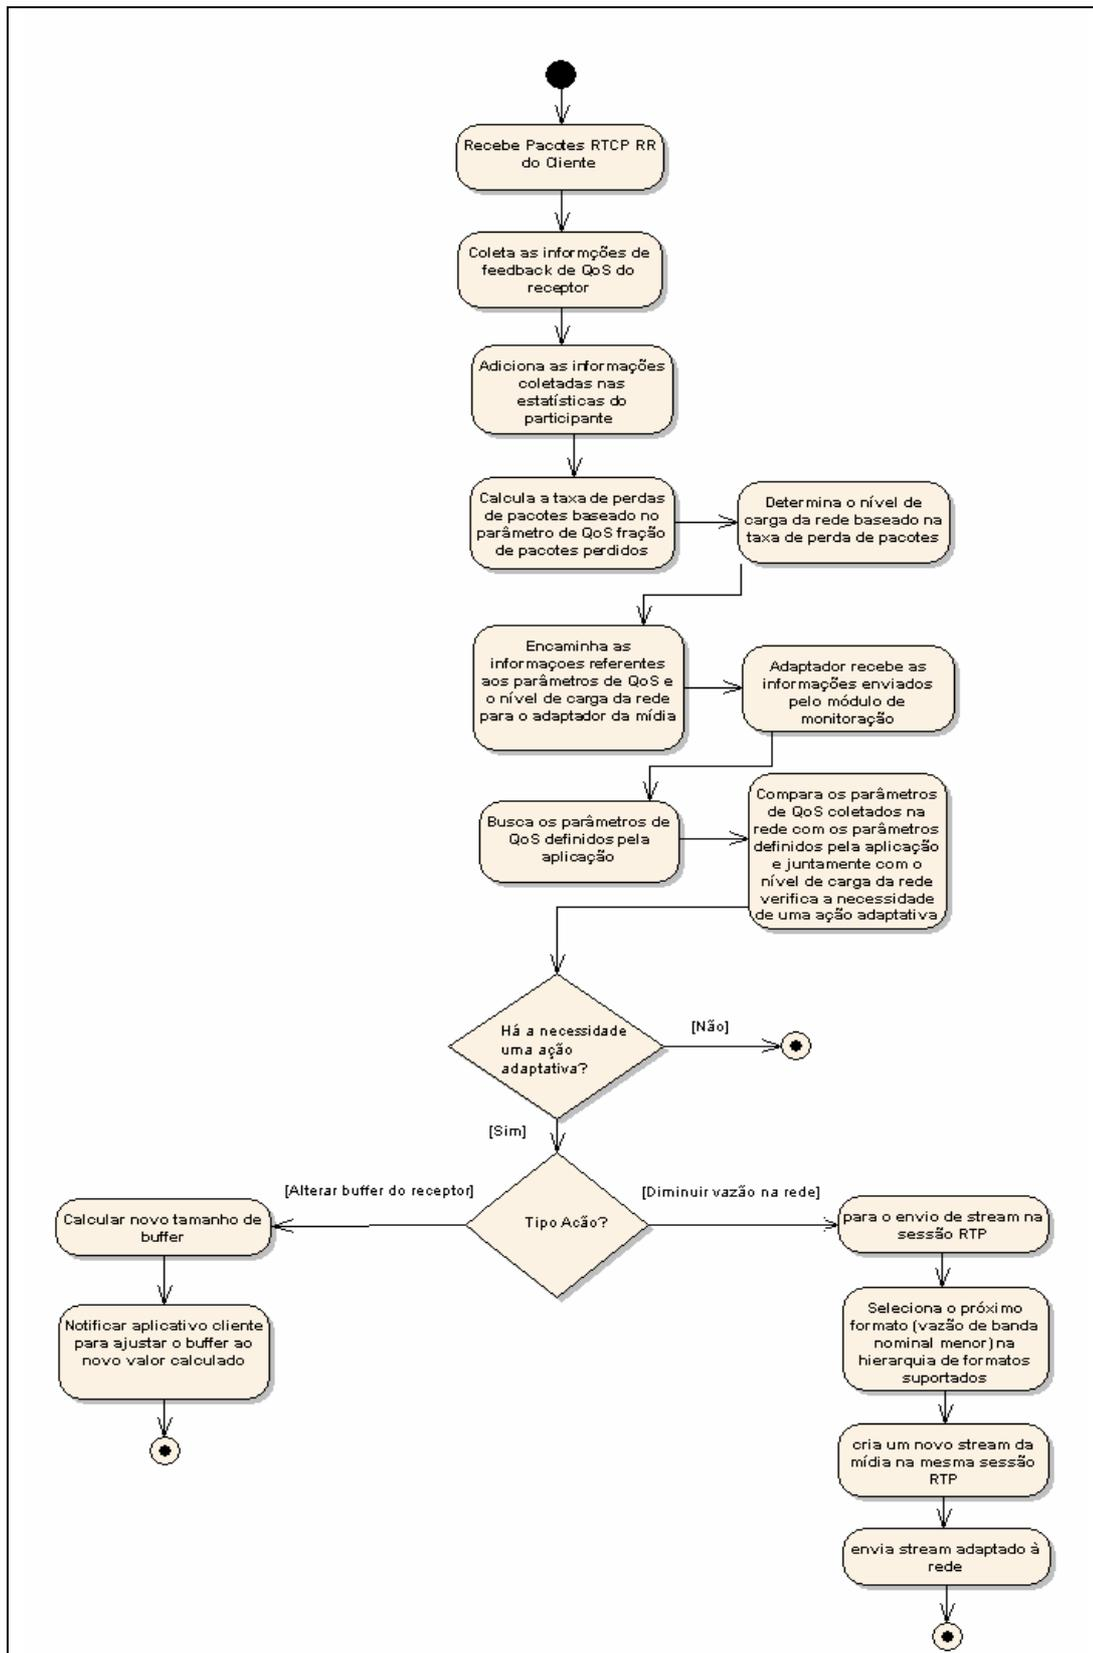 Recebe Pacotes RTCP RR
do Cliente
Coleta as informções de
feedback de QoS do
receptor
Adiciona as informações
coletadas nas
estatísticas do
participante
Calcula a taxa de perdas
de pacotes baseado no
parâmetro de QoS fração
de pacotes perdidos
Determina o nível de
carga da rede baseado na
taxa de perda de pacotes
Encaminha as
informaçoes referentes
aos parâmetros de QoS e
o nível de carga da rede
para o adaptador da mídia
Adaptador recebe as
informações enviados
pelo módulo de
monitoração
Busca os parâmetros de
QoS definidos pela
aplicação
Compara os parâmetros
de QoS coletados na
rede com os parâmetros
definidos pela aplicação
e juntamente com o
nível de carga da rede
verifica a necessidade
de uma ação adaptativa
Há a necessidade
uma ação
adaptativa?
[Não]
[Sim]
Tipo Acão?
[Alterar buffer do receptor]
[Diminuir vazão na rede]
Calcular novo tamanho de
buffer
Notificar aplicativo cliente
para ajustar o buffer ao
novo valor calculado
para o envio de stream na
sessão RTP
Seleciona o próximo
formato (vazão de banda
nominal menor) na
hierarquia de formatos
suportados
cria um novo stream da
mídia na mesma sessão
RTP
envia stream adaptado à
rede